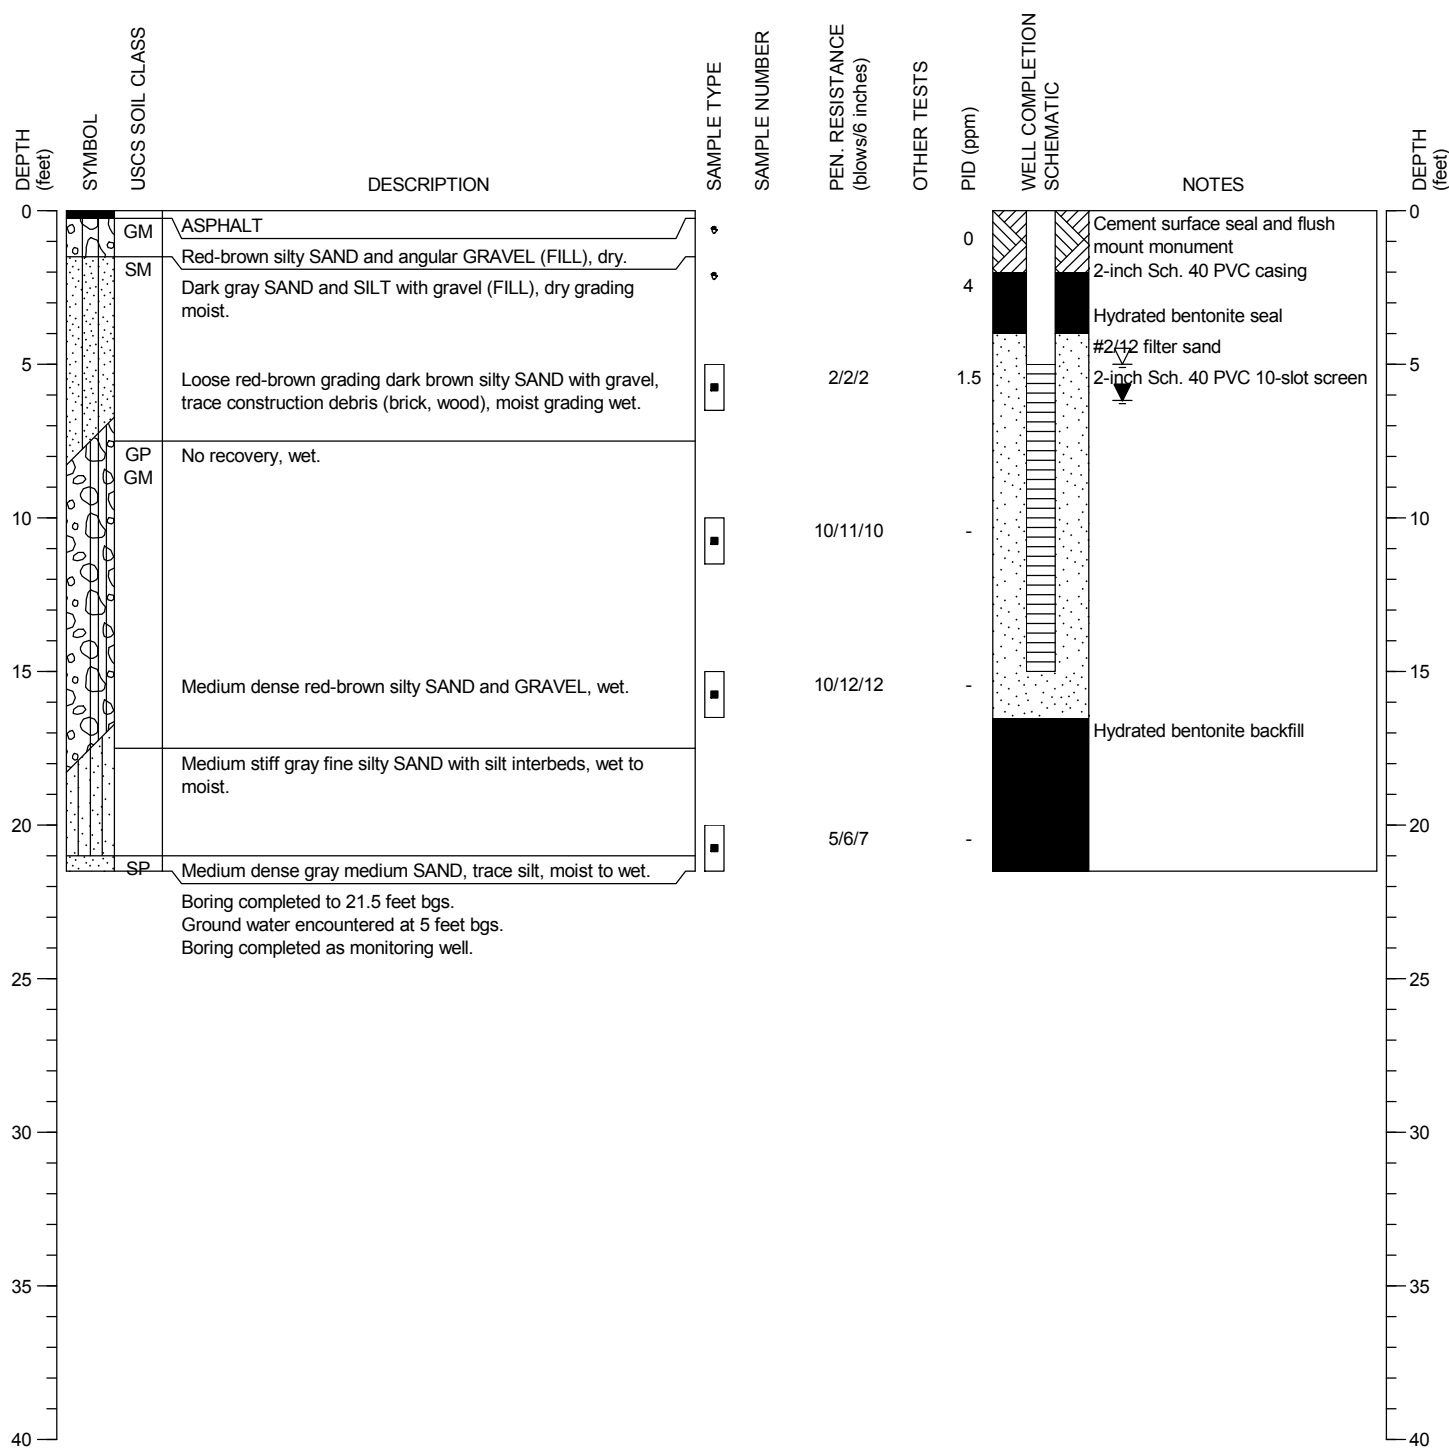 DEPTH
(feet)
SYMBOL
USCS SOIL CLASS
DESCRIPTION
SAMPLE TYPE
SAMPLE NUMBER
PEN. RESISTANCE
(blows/6 inches)
OTHER TESTS
PID (ppm)
WELL COMPLETION
SCHEMATIC
NOTES
DEPTH
(feet)
0
GM
ASPHALT
0
Cement surface seal and flush
mount monument
0
Red-brown silty SAND and angular GRAVEL (FILL), dry.
SM
2-inch Sch. 40 PVC casing
Dark gray SAND and SILT with gravel (FILL), dry grading
moist.
4
Hydrated bentonite seal
#2/12 filter sand
5
5
Loose red-brown grading dark brown silty SAND with gravel,
trace construction debris (brick, wood), moist grading wet.
2/2/2
1.5
2-inch Sch. 40 PVC 10-slot screen
GP
GM
No recovery, wet.
10
10/11/10
-
10
15
Medium dense red-brown silty SAND and GRAVEL, wet.
10/12/12
-
15
Hydrated bentonite backfill
Medium stiff gray fine silty SAND with silt interbeds, wet to
moist.
20
5/6/7
-
20
SP
Medium dense gray medium SAND, trace silt, moist to wet.
Boring completed to 21.5 feet bgs.
Ground water encountered at 5 feet bgs.
Boring completed as monitoring well.
25
25
30
30
35
35
40
40